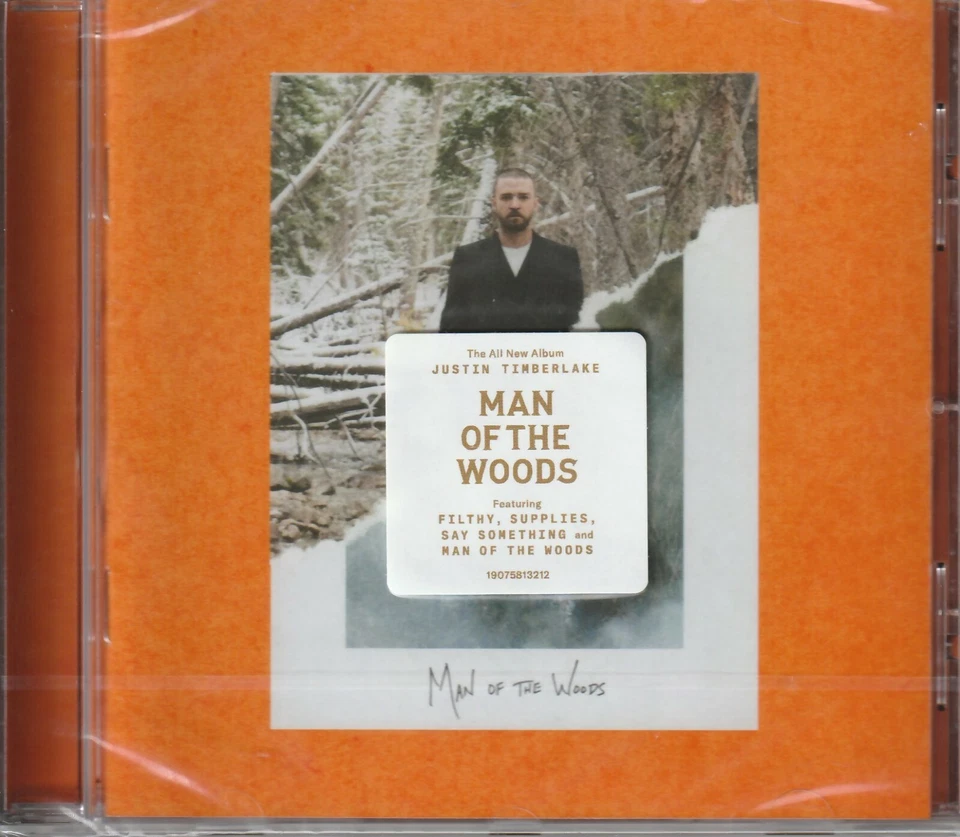 The All New Album
JUSTIN TIMBERLAKE
MAN
OF THE
WOODS
Featuring
FILTHY, SUPPLIES,
SAY SOMETHING and
MAN OF THE WOODS
19075813212
MAN OF THE WOODS